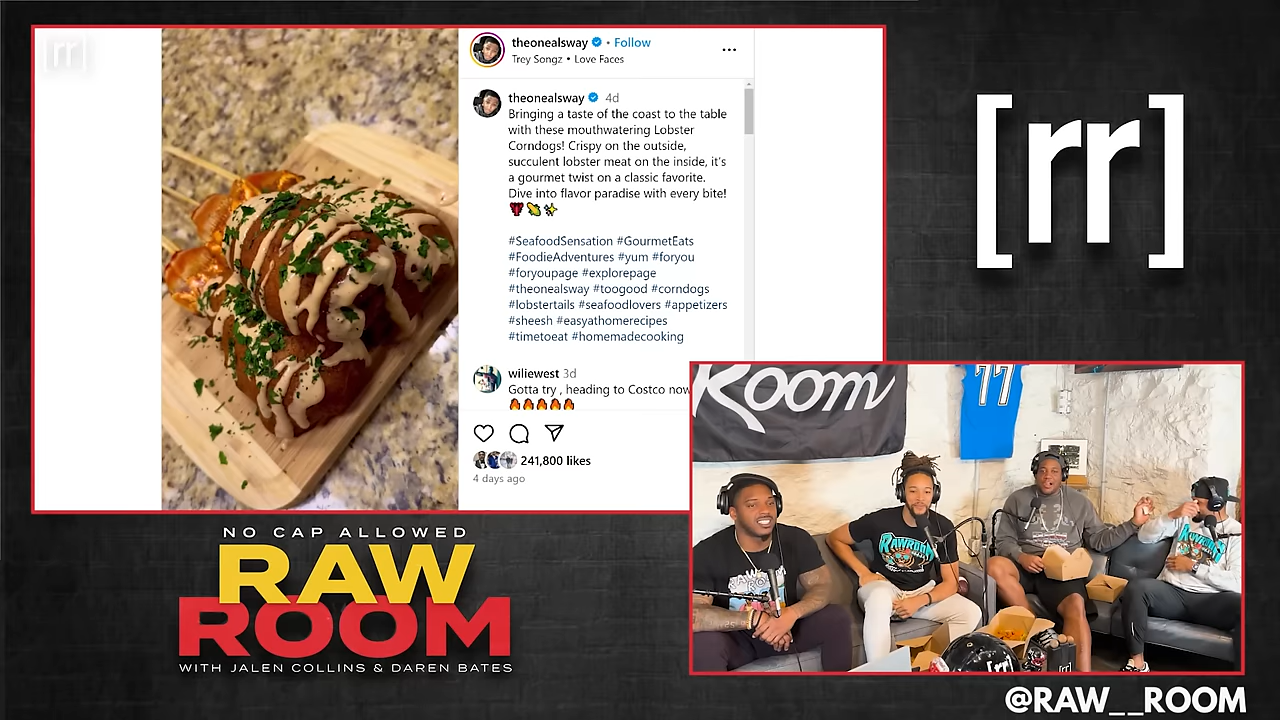 [rr]
theonealsway • Follow
Trey Songz • Love Faces
theonealsway 4d
Bringing a taste of the coast to the table
with these mouthwatering Lobster
Corndogs! Crispy on the outside,
succulent lobster meat on the inside, it's
a gourmet twist on a classic favorite.
Dive into flavor paradise with every bite!
🦞🌽✨
#SeafoodSensation #GourmetEats
#FoodieAdventures #yum #foryou
#foryoupage #explorepage
#theonealsway #toogood #corndogs
#lobstertails #seafoodlovers #appetizers
#sheesh #easyathomerecipes
#timetoeat #homemadecooking
wiliewest 3d
Gotta try , heading to Costco now
🔥🔥🔥🔥🔥
241,800 likes
4 days ago
[rr]
Room
77
RAWROOM
[rr]
NO CAP ALLOWED
RAW
ROOM
WITH JALEN COLLINS & DAREN BATES
@RAW__ROOM